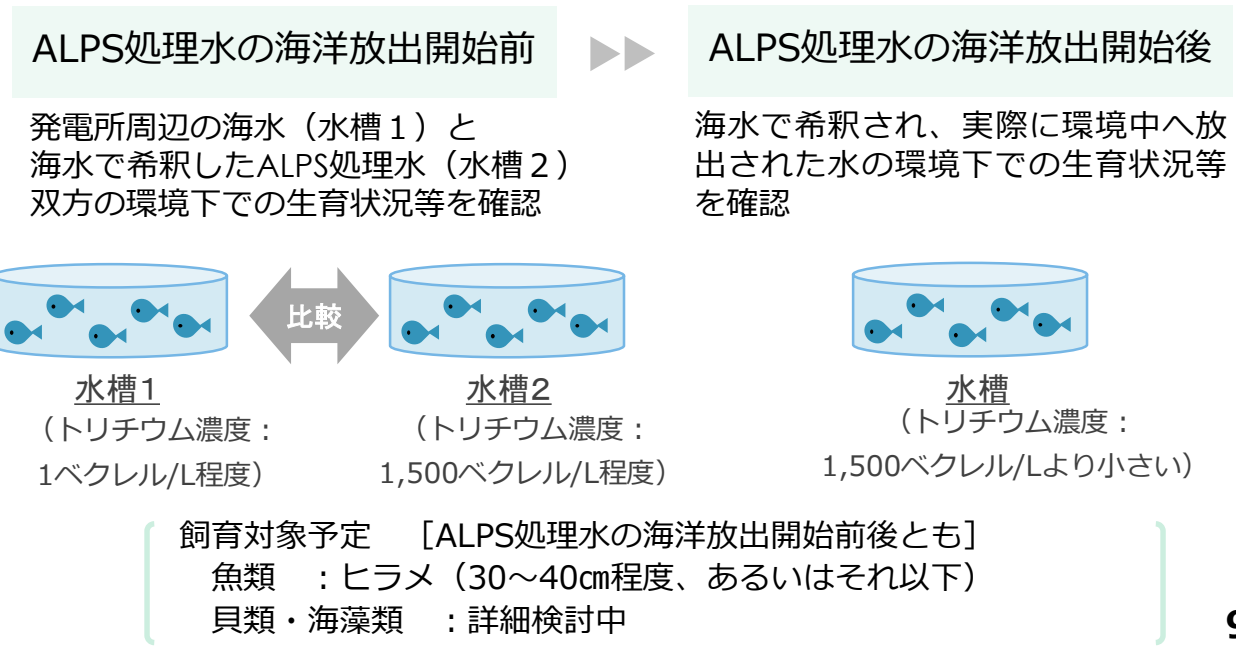 ALPS処理水の海洋放出開始前
ALPS処理水の海洋放出開始後
発電所周辺の海水（水槽１）と
海水で希釈したALPS処理水（水槽２）
双方の環境下での生育状況等を確認
海水で希釈され、実際に環境中へ放
出された水の環境下での生育状況等
を確認
比較
水槽1
（トリチウム濃度：
1ベクレル/L程度）
水槽2
（トリチウム濃度：
1,500ベクレル/L程度）
水槽
（トリチウム濃度：
1,500ベクレル/Lより小さい）
飼育対象予定　［ALPS処理水の海洋放出開始前後とも］
魚類　：ヒラメ（30～40㎝程度、あるいはそれ以下）
貝類・海藻類　：詳細検討中